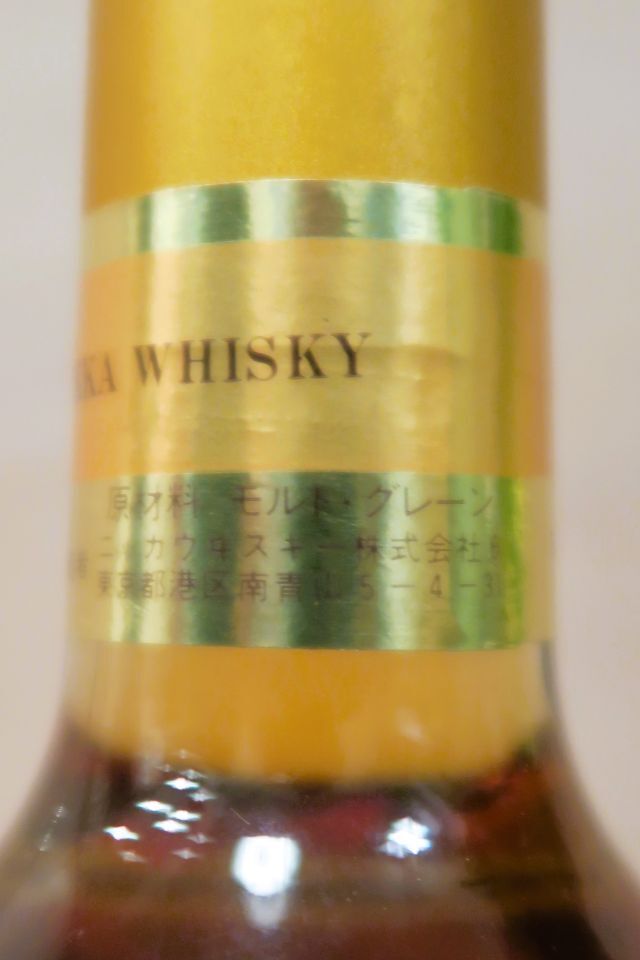 KA WHISKY
原材料 モルト・グレーン
ニッカウヰスキー株式会社
東京都港区南青山5-4-31